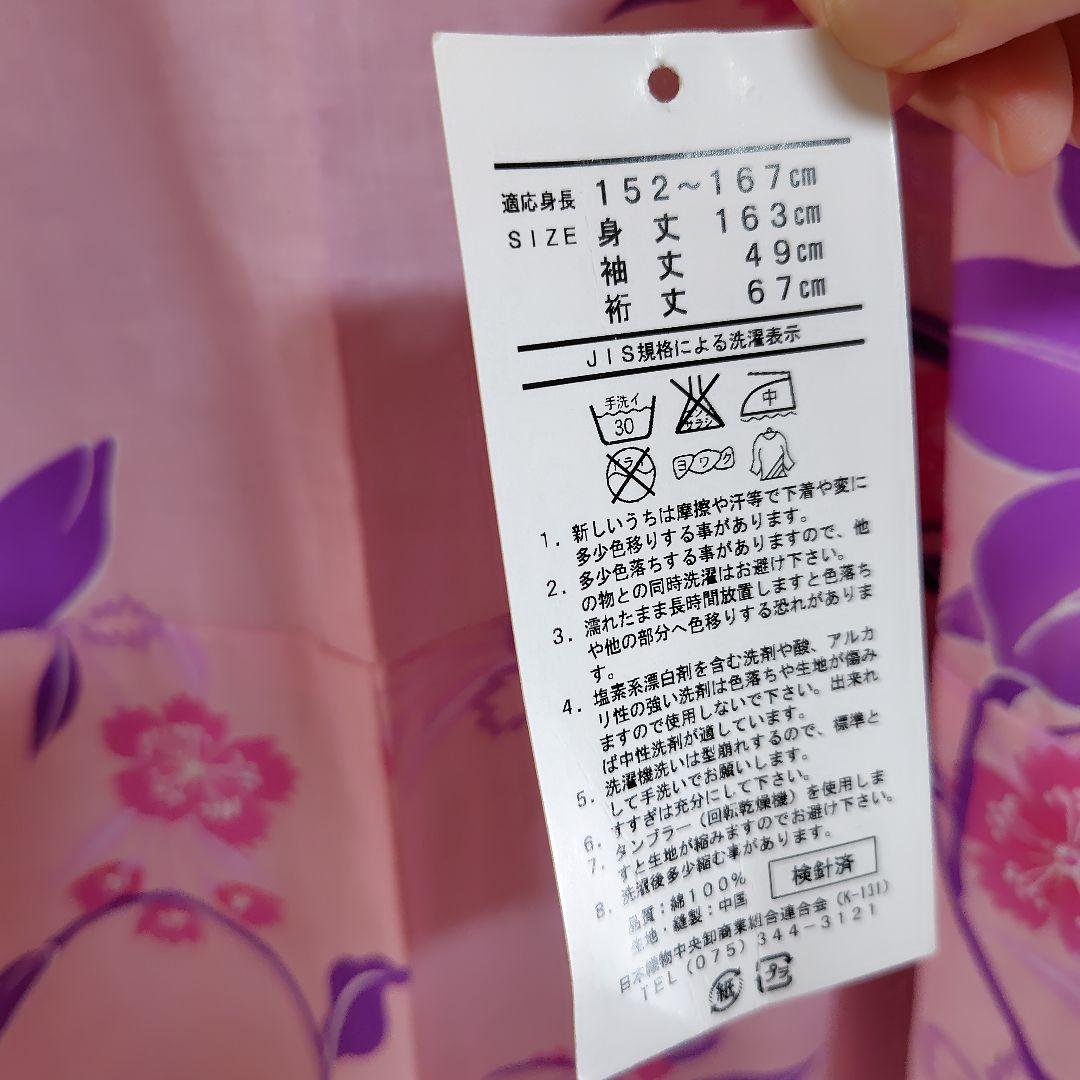 適応身長 152～167㎝
SIZE 身丈 163㎝
袖丈 49㎝
裄丈 67㎝
JIS規格による洗濯表示
手洗イ
30
エンソ
サラシ
中
ドライ
ヨワク
1. 新しいうちは摩擦や汗等で下着や変に
多少色移りする事があります。
2. 多少色落ちする事がありますので、他
の物との同時洗濯はお避け下さい。
3. 濡れたまま長時間放置しますと色落ち
や他の部分へ色移りする恐れがありま
す。
4. 塩素系漂白剤を含む洗剤や酸、アルカ
リ性の強い洗剤は色落ちや生地が傷み
ますので使用しないで下さい。出来れ
ば中性洗剤が適しています。
5. 洗濯機洗いは型崩れするので、標準と
して手洗いでお願いします。
6. すすぎは充分にして下さい。
7. タンブラー（回転乾燥機）を使用しま
すと生地が縮みますのでお避け下さい。
8. 洗濯後多少縮む事があります。
品質：綿100%
生地・縫製：中国
検針済
日本織物中央卸商業組合連合会（K-131）
TEL（075）344-3121
紙
プラ